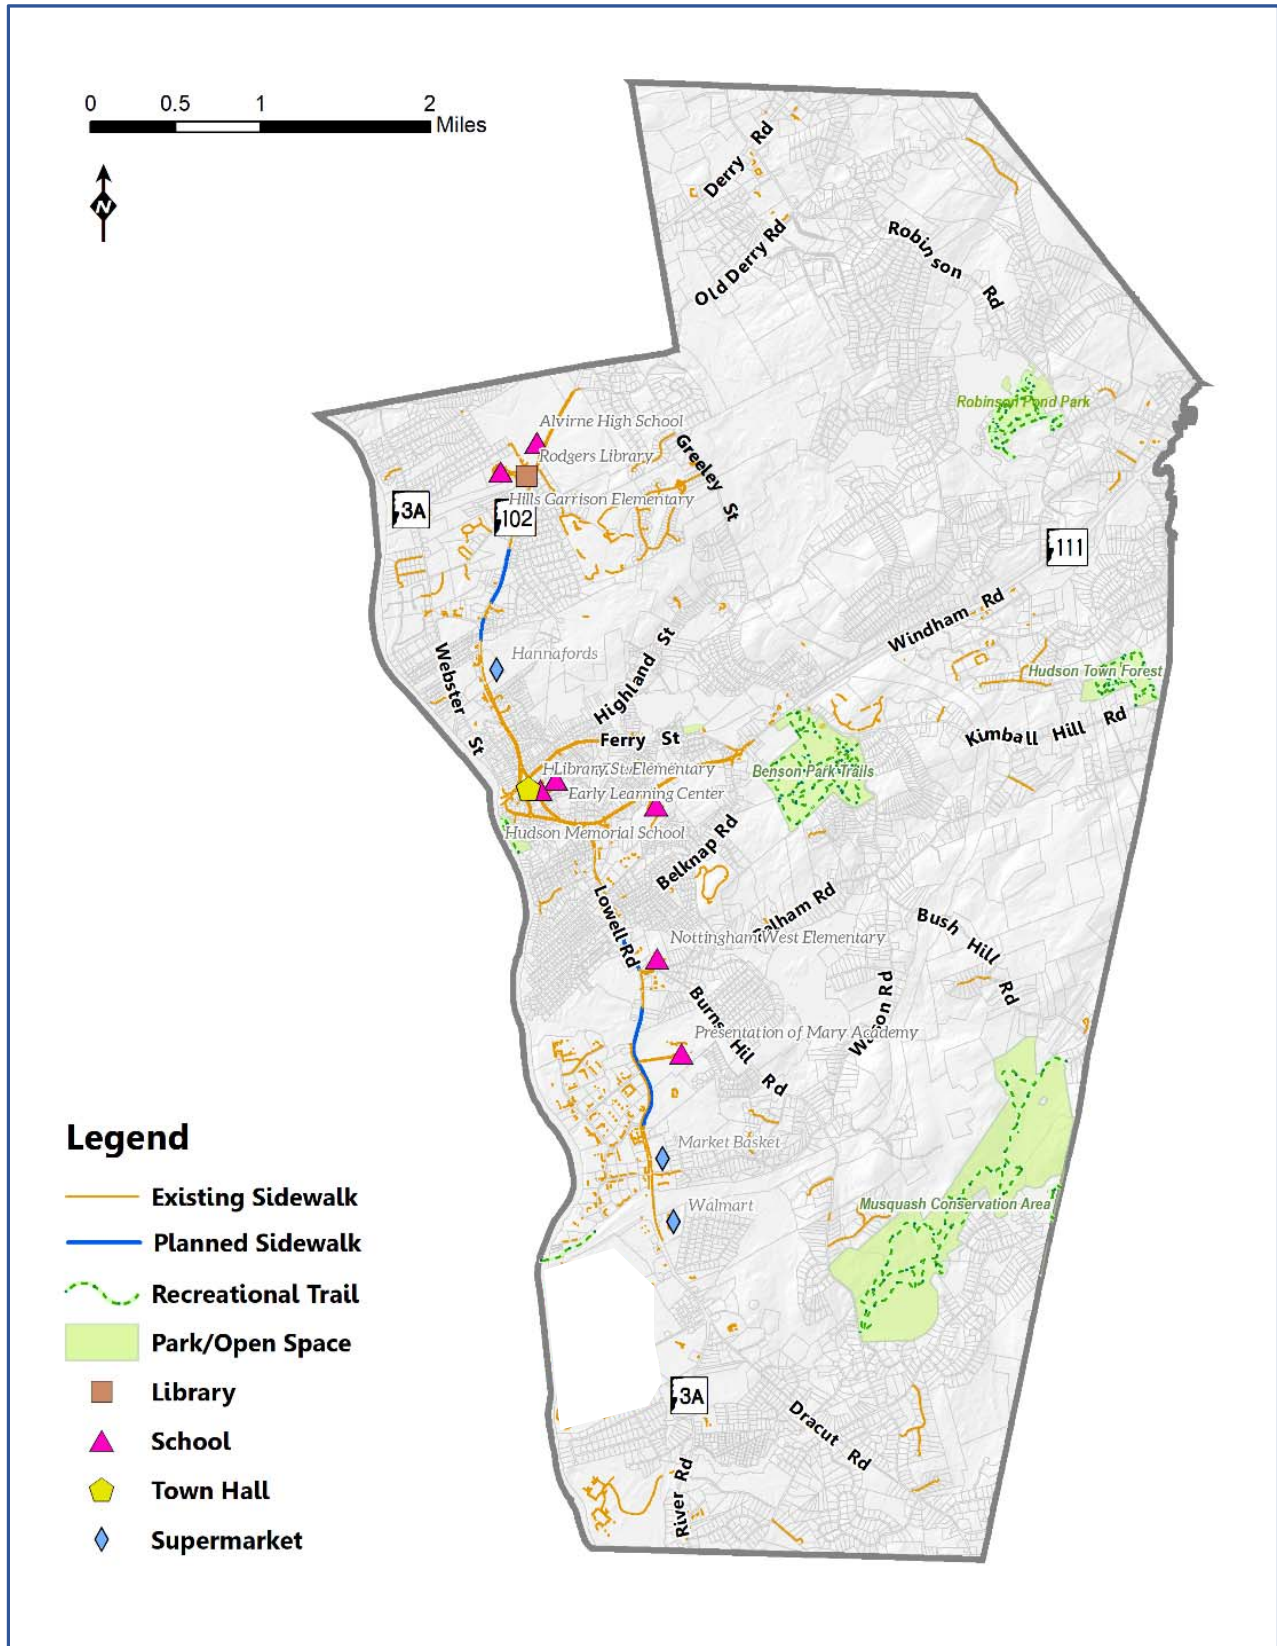 0 0.5 1 2
Miles
N
Derry Rd
Old Derry Rd
Robinson Rd
Robinson Pond Park
Alvirne High School
Rodgers Library
Greeley St
Hills Garrison Elementary
3A
102
111
Windham Rd
Highland St
Hannafords
Webster St
Hudson Town Forest
Kimball Hill Rd
Ferry St
Library St. Elementary
Benson Park Trails
Early Learning Center
Hudson Memorial School
Belknap Rd
Lowell Rd
Pelham Rd
Bush Hill Rd
Nottingham West Elementary
Wason Rd
Burns Hil Rd
Presentation of Mary Academy
Market Basket
Walmart
Musquash Conservation Area
3A
Dracut Rd
River Rd
Legend
Existing Sidewalk
Planned Sidewalk
Recreational Trail
Park/Open Space
Library
School
Town Hall
Supermarket